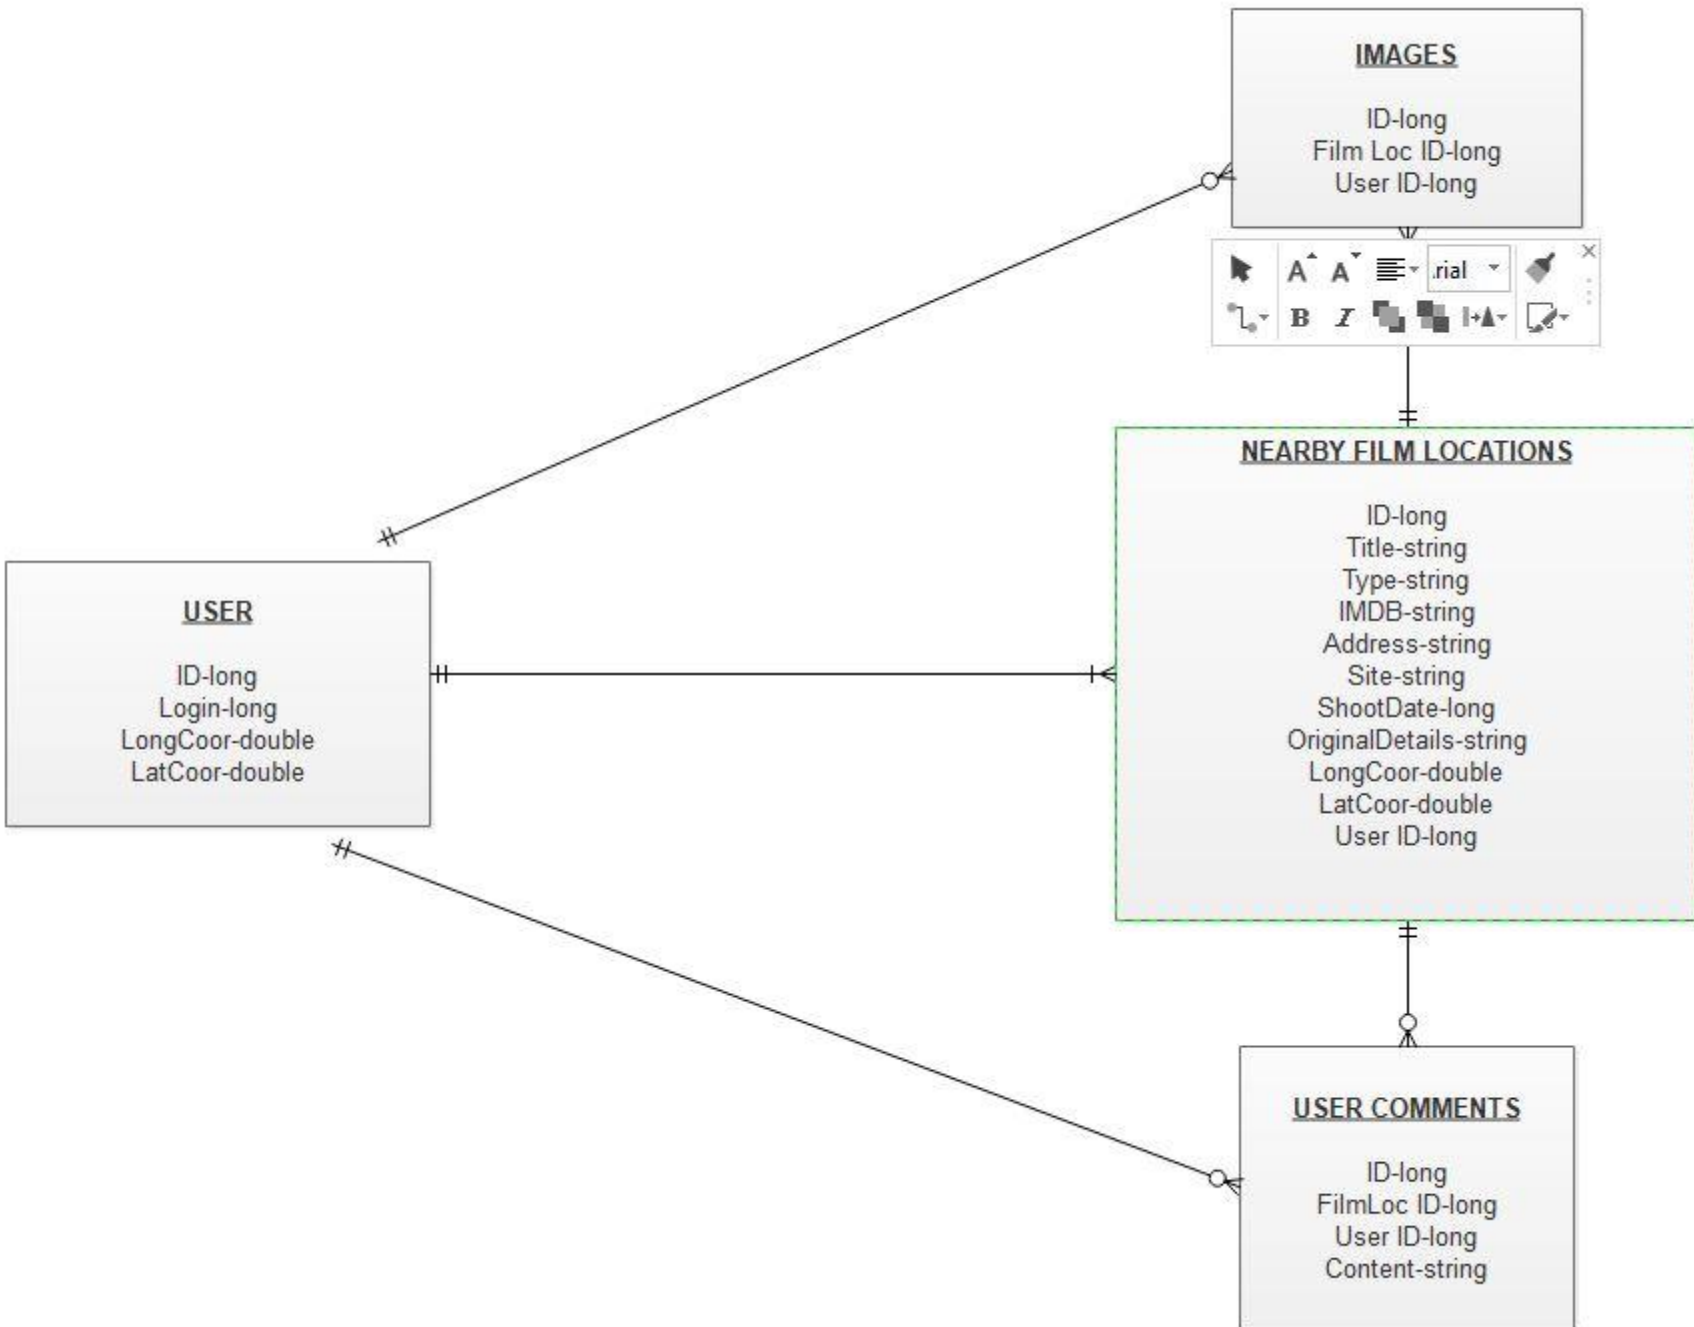 IMAGES
ID-long
Film Loc ID-long
User ID-long
A A .rial
B I A
NEARBY FILM LOCATIONS
ID-long
Title-string
Type-string
IMDB-string
Address-string
Site-string
ShootDate-long
OriginalDetails-string
LongCoor-double
LatCoor-double
User ID-long
USER
ID-long
Login-long
LongCoor-double
LatCoor-double
USER COMMENTS
ID-long
FilmLoc ID-long
User ID-long
Content-string